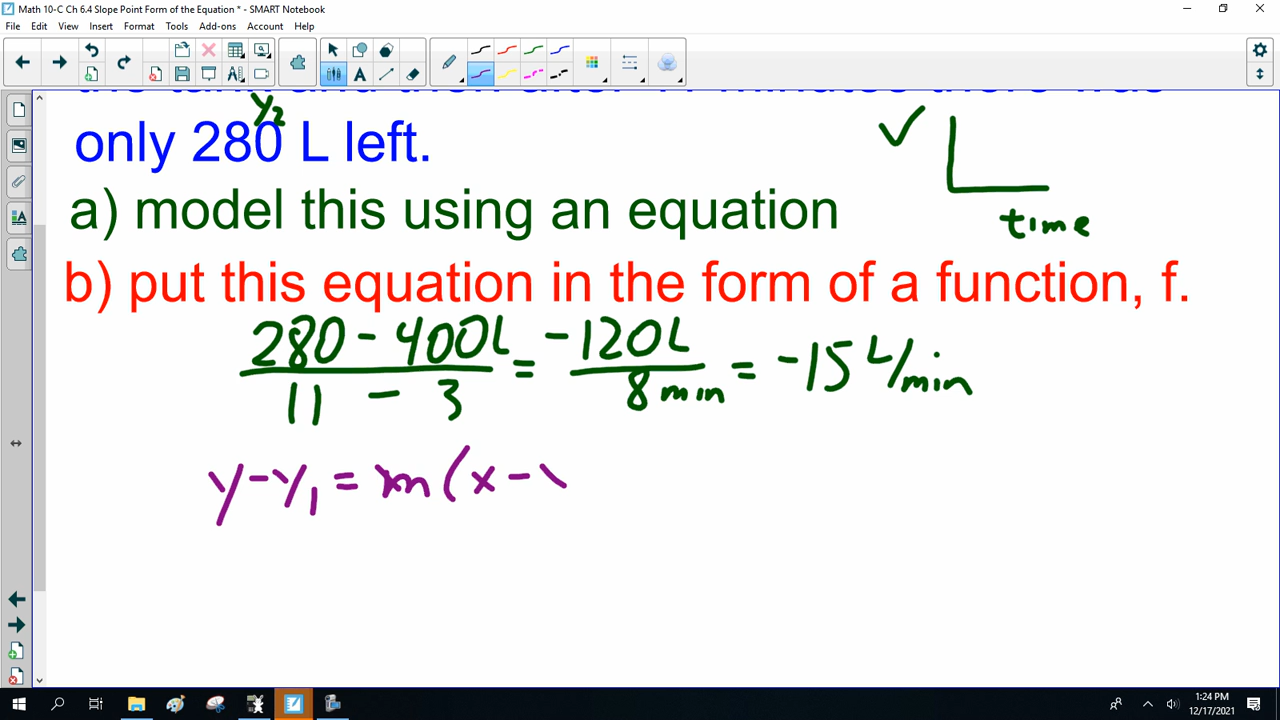 Math 10-C Ch 6.4 Slope Point Form of the Equation * - SMART Notebook
File Edit View Insert Format Tools Add-ons Account Help
y2
only 280 L left.
V
time
a) model this using an equation
b) put this equation in the form of a function, f.
280 - 400L / 11 - 3 = -120L / 8 min = -15 L/min
y - y1 = m(x -
1:24 PM
12/17/2021